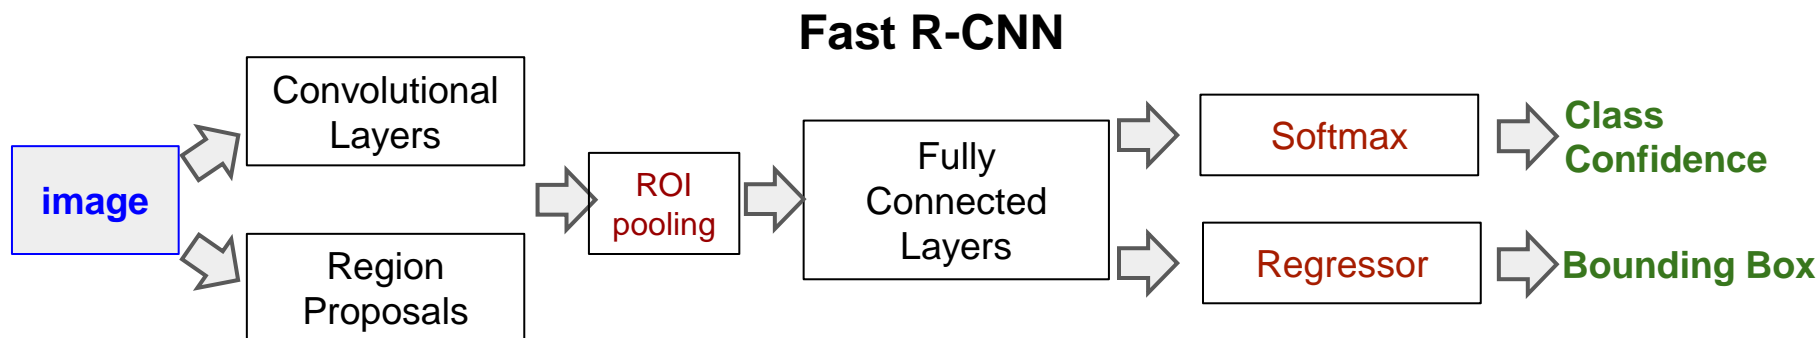 Fast R-CNN
image
Convolutional
Layers
Region
Proposals
ROI
pooling
Fully
Connected
Layers
Softmax
Class
Confidence
Regressor
Bounding Box